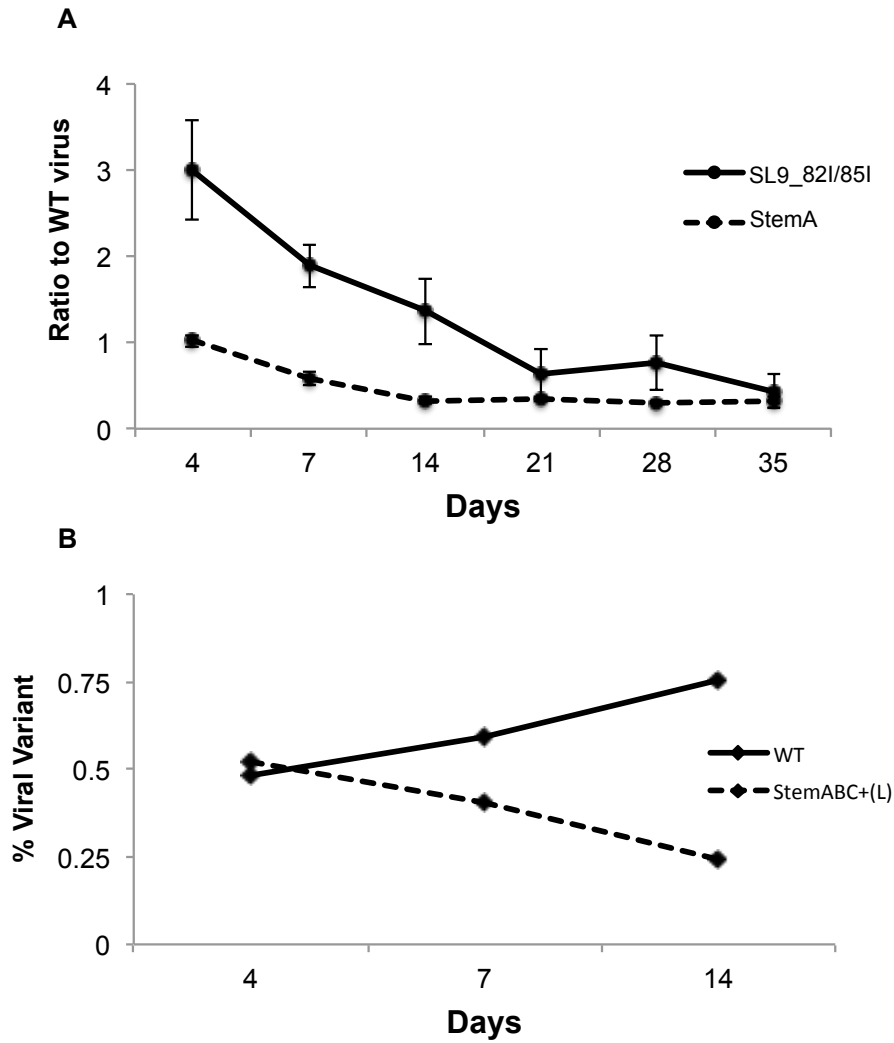 A
Ratio to WT virus
4
3
2
1
0
SL9_82I/85I
StemA
4 7 14 21 28 35
Days
B
% Viral Variant
1
0.75
0.5
0.25
0
WT
StemABC+(L)
4 7 14
Days